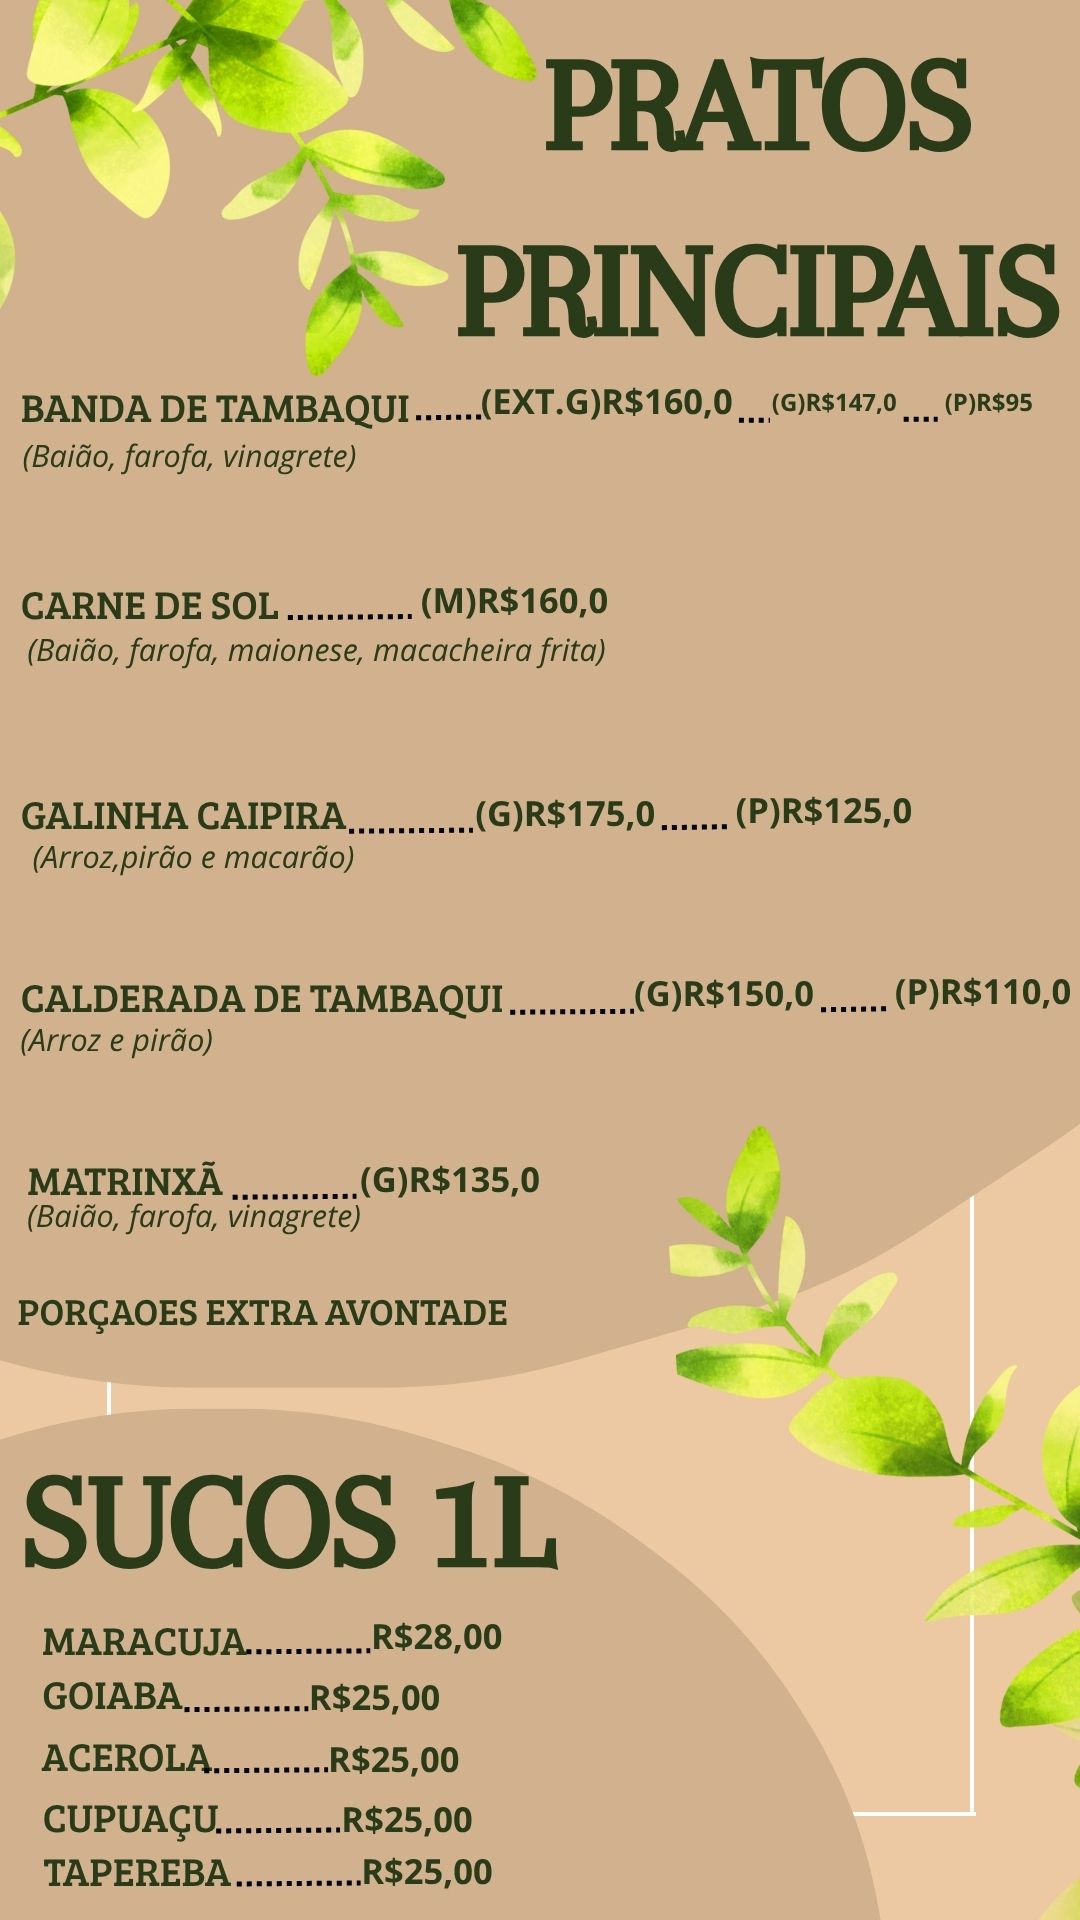 PRATOS
PRINCIPAIS
BANDA DE TAMBAQUI.......(EXT.G)R$160,0....(G)R$147,0....(P)R$95
(Baião, farofa, vinagrete)
CARNE DE SOL.............(M)R$160,0
(Baião, farofa, maionese, macacheira frita)
GALINHA CAIPIRA.............(G)R$175,0.......(P)R$125,0
(Arroz,pirão e macarão)
CALDERADA DE TAMBAQUI.............(G)R$150,0.......(P)R$110,0
(Arroz e pirão)
MATRINXÃ.............(G)R$135,0
(Baião, farofa, vinagrete)
PORÇAOES EXTRA AVONTADE
SUCOS 1L
MARACUJA.............R$28,00
GOIABA.............R$25,00
ACEROLA.............R$25,00
CUPUAÇU.............R$25,00
TAPEREBA.............R$25,00